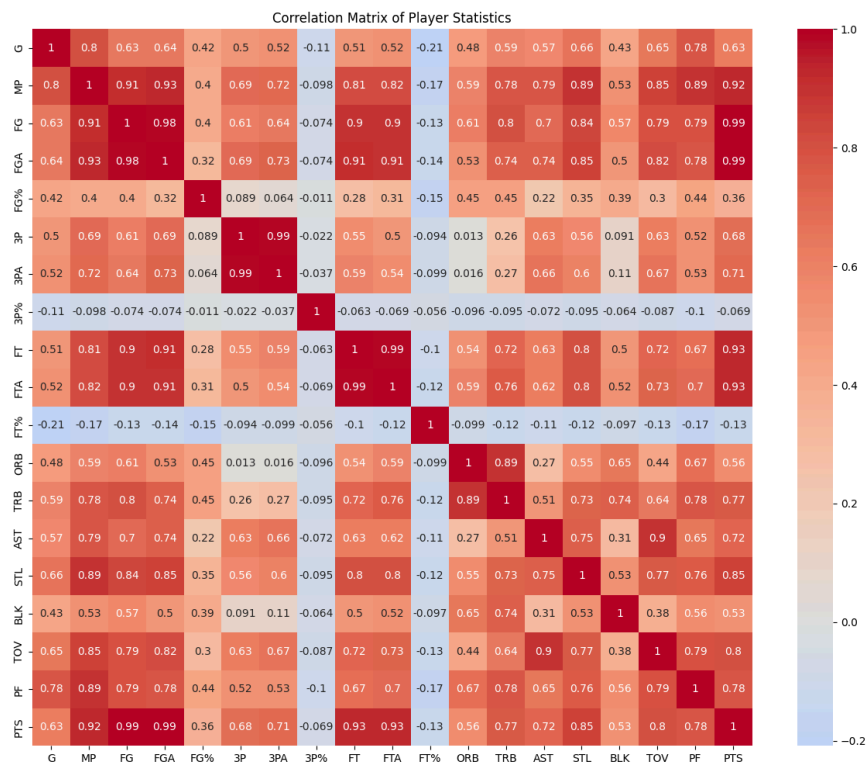 Correlation Matrix of Player Statistics
G 1 0.8 0.63 0.64 0.42 0.5 0.52 -0.11 0.51 0.52 -0.21 0.48 0.59 0.57 0.66 0.43 0.65 0.78 0.63
MP 0.8 1 0.91 0.93 0.4 0.69 0.72 -0.098 0.81 0.82 -0.17 0.59 0.78 0.79 0.89 0.53 0.85 0.89 0.92
FG 0.63 0.91 1 0.98 0.4 0.61 0.64 -0.074 0.9 0.9 -0.13 0.61 0.8 0.7 0.84 0.57 0.79 0.79 0.99
FGA 0.64 0.93 0.98 1 0.32 0.69 0.73 -0.074 0.91 0.91 -0.14 0.53 0.74 0.74 0.85 0.5 0.82 0.78 0.99
FG% 0.42 0.4 0.4 0.32 1 0.089 0.064 -0.011 0.28 0.31 -0.15 0.45 0.45 0.22 0.35 0.39 0.3 0.44 0.36
3P 0.5 0.69 0.61 0.69 0.089 1 0.99 -0.022 0.55 0.5 -0.094 0.013 0.26 0.63 0.56 0.091 0.63 0.52 0.68
3PA 0.52 0.72 0.64 0.73 0.064 0.99 1 -0.037 0.59 0.54 -0.099 0.016 0.27 0.66 0.6 0.11 0.67 0.53 0.71
3P% -0.11 -0.098 -0.074 -0.074 -0.011 -0.022 -0.037 1 -0.063 -0.069 -0.056 -0.096 -0.095 -0.072 -0.095 -0.064 -0.087 -0.1 -0.069
FT 0.51 0.81 0.9 0.91 0.28 0.55 0.59 -0.063 1 0.99 -0.1 0.54 0.72 0.63 0.8 0.5 0.72 0.67 0.93
FTA 0.52 0.82 0.9 0.91 0.31 0.5 0.54 -0.069 0.99 1 -0.12 0.59 0.76 0.62 0.8 0.52 0.73 0.7 0.93
FT% -0.21 -0.17 -0.13 -0.14 -0.15 -0.094 -0.099 -0.056 -0.1 -0.12 1 -0.099 -0.12 -0.11 -0.12 -0.097 -0.13 -0.17 -0.13
ORB 0.48 0.59 0.61 0.53 0.45 0.013 0.016 -0.096 0.54 0.59 -0.099 1 0.89 0.27 0.55 0.65 0.44 0.67 0.56
TRB 0.59 0.78 0.8 0.74 0.45 0.26 0.27 -0.095 0.72 0.76 -0.12 0.89 1 0.51 0.73 0.74 0.64 0.78 0.77
AST 0.57 0.79 0.7 0.74 0.22 0.63 0.66 -0.072 0.63 0.62 -0.11 0.27 0.51 1 0.75 0.31 0.9 0.65 0.72
STL 0.66 0.89 0.84 0.85 0.35 0.56 0.6 -0.095 0.8 0.8 -0.12 0.55 0.73 0.75 1 0.53 0.77 0.76 0.85
BLK 0.43 0.53 0.57 0.5 0.39 0.091 0.11 -0.064 0.5 0.52 -0.097 0.65 0.74 0.31 0.53 1 0.38 0.56 0.53
TOV 0.65 0.85 0.79 0.82 0.3 0.63 0.67 -0.087 0.72 0.73 -0.13 0.44 0.64 0.9 0.77 0.38 1 0.79 0.8
PF 0.78 0.89 0.79 0.78 0.44 0.52 0.53 -0.1 0.67 0.7 -0.17 0.67 0.78 0.65 0.76 0.56 0.79 1 0.78
PTS 0.63 0.92 0.99 0.99 0.36 0.68 0.71 -0.069 0.93 0.93 -0.13 0.56 0.77 0.72 0.85 0.53 0.8 0.78 1
G MP FG FGA FG% 3P 3PA 3P% FT FTA FT% ORB TRB AST STL BLK TOV PF PTS
1.0
0.8
0.6
0.4
0.2
0.0
−0.2